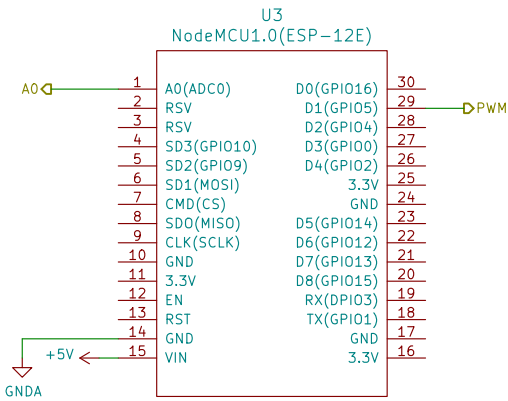 U3
NodeMCU1.0(ESP-12E)
A0 1 A0(ADC0) D0(GPIO16) 30
2 RSV D1(GPIO5) 29 PWM
3 RSV D2(GPIO4) 28
4 SD3(GPIO10) D3(GPIO0) 27
5 SD2(GPIO9) D4(GPIO2) 26
6 SD1(MOSI) 3.3V 25
7 CMD(CS) GND 24
8 SDO(MISO) D5(GPIO14) 23
9 CLK(SCLK) D6(GPIO12) 22
10 GND D7(GPIO13) 21
11 3.3V D8(GPIO15) 20
12 EN RX(DPIO3) 19
13 RST TX(GPIO1) 18
14 GND GND 17
+5V 15 VIN 3.3V 16
GNDA